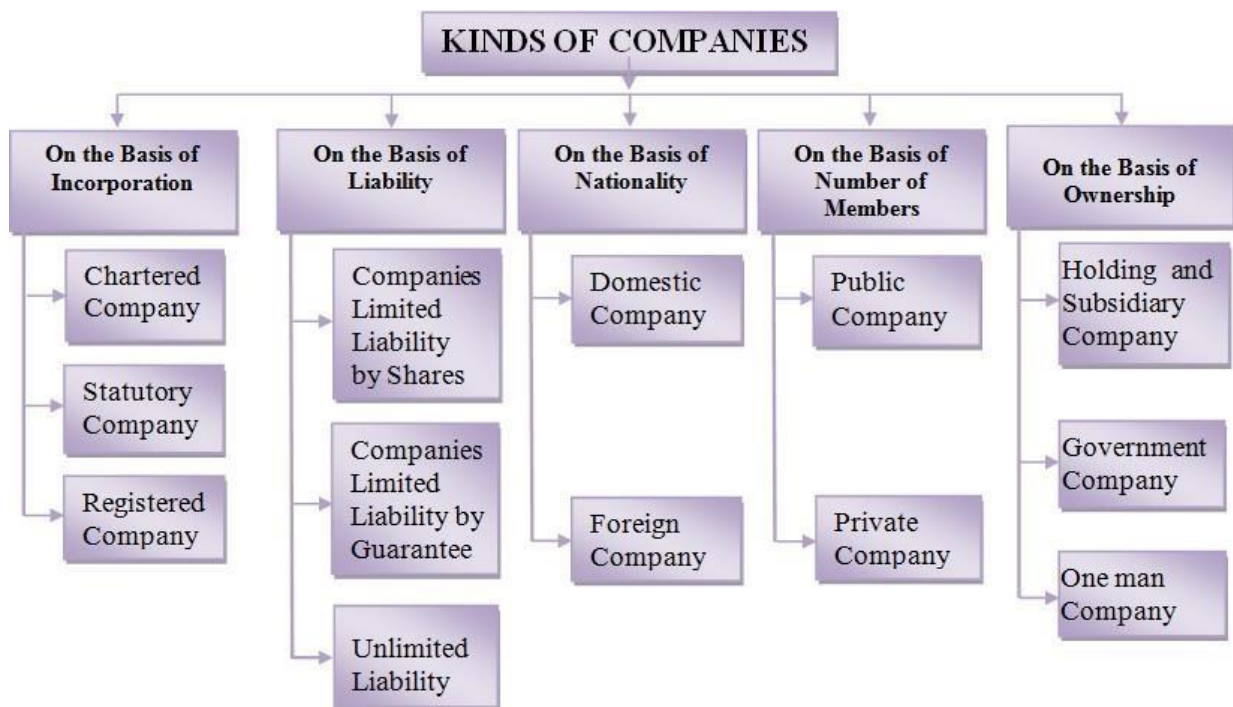 KINDS OF COMPANIES
On the Basis of
Incorporation
Chartered
Company
Statutory
Company
Registered
Company
On the Basis of
Liability
Companies
Limited
Liability
by Shares
Companies
Limited
Liability by
Guarantee
Unlimited
Liability
On the Basis of
Nationality
Domestic
Company
Foreign
Company
On the Basis of
Number of
Members
Public
Company
Private
Company
On the Basis of
Ownership
Holding and
Subsidiary
Company
Government
Company
One man
Company